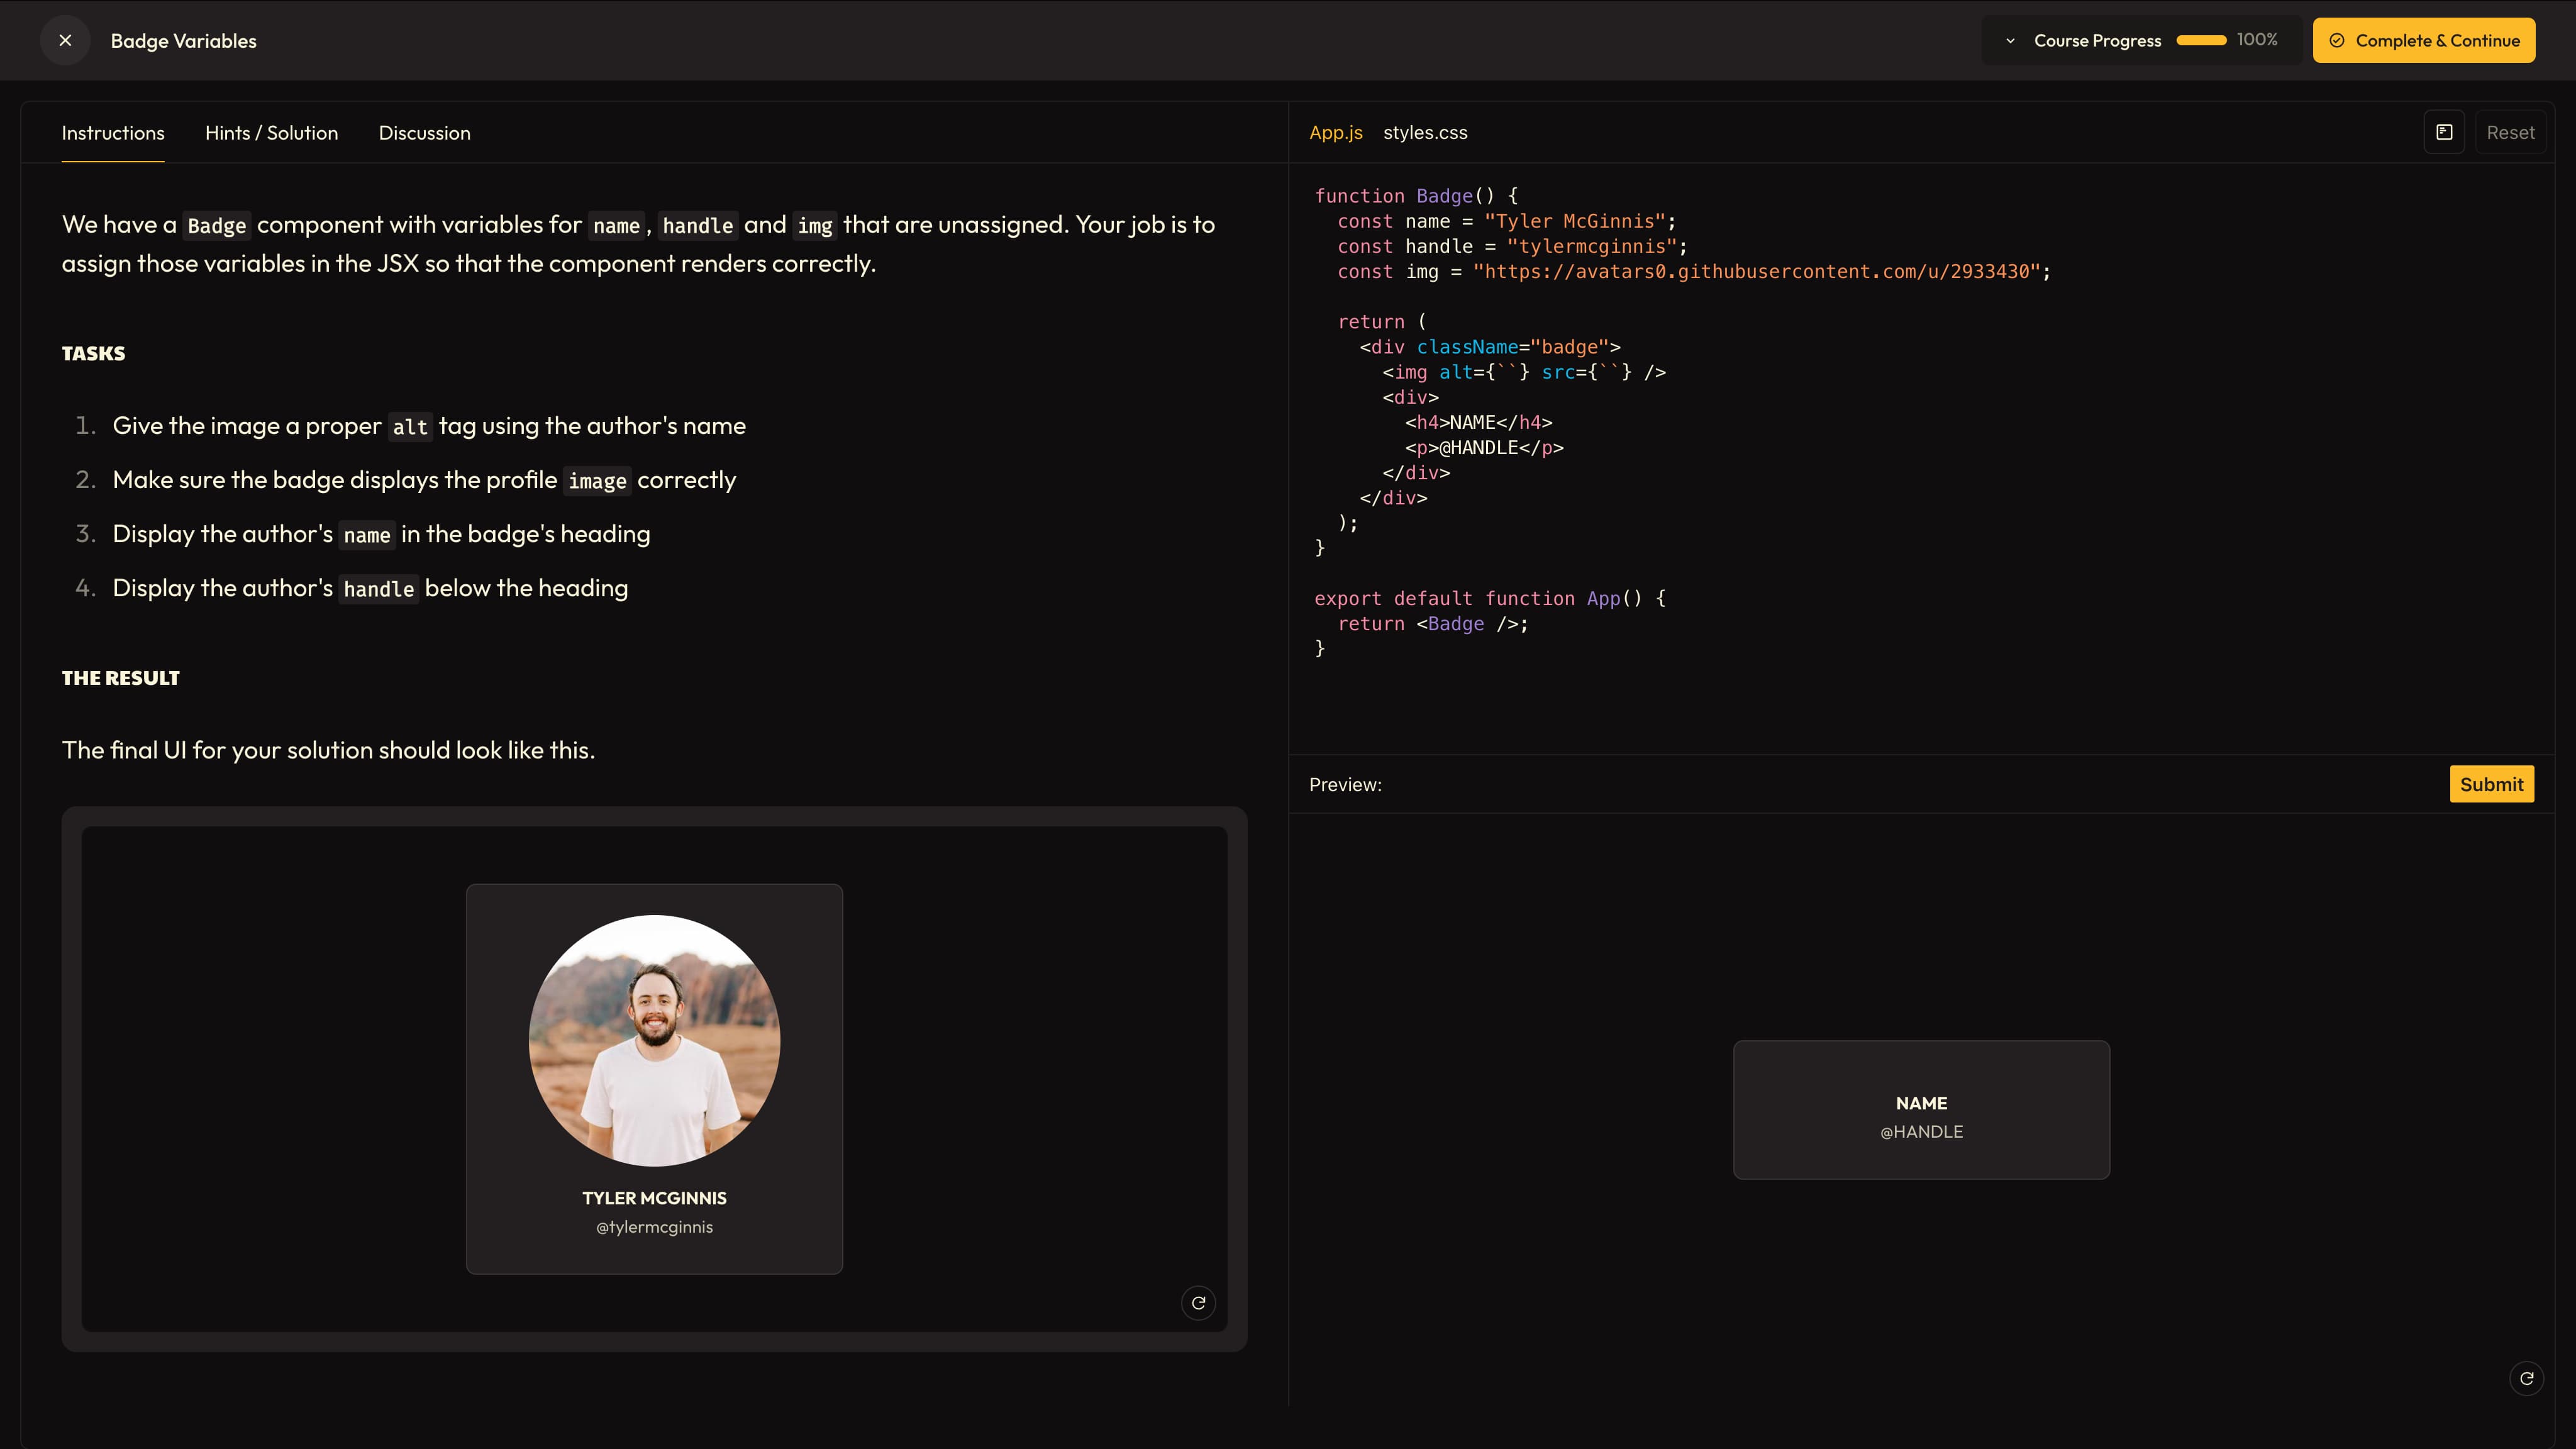 Badge Variables
Course Progress 100%
Complete & Continue
Instructions Hints / Solution Discussion
We have a Badge component with variables for name, handle and img that are unassigned. Your job is to
assign those variables in the JSX so that the component renders correctly.
TASKS
1. Give the image a proper alt tag using the author's name
2. Make sure the badge displays the profile image correctly
3. Display the author's name in the badge's heading
4. Display the author's handle below the heading
THE RESULT
The final UI for your solution should look like this.
TYLER MCGINNIS
@tylermcginnis
App.js styles.css
Reset
function Badge() {
  const name = "Tyler McGinnis";
  const handle = "tylermcginnis";
  const img = "https://avatars0.githubusercontent.com/u/2933430";
  return (
    <div className="badge">
      <img alt={``} src={``} />
      <div>
        <h4>NAME</h4>
        <p>@HANDLE</p>
      </div>
    </div>
  );
}
export default function App() {
  return <Badge />;
}
Preview:
Submit
NAME
@HANDLE